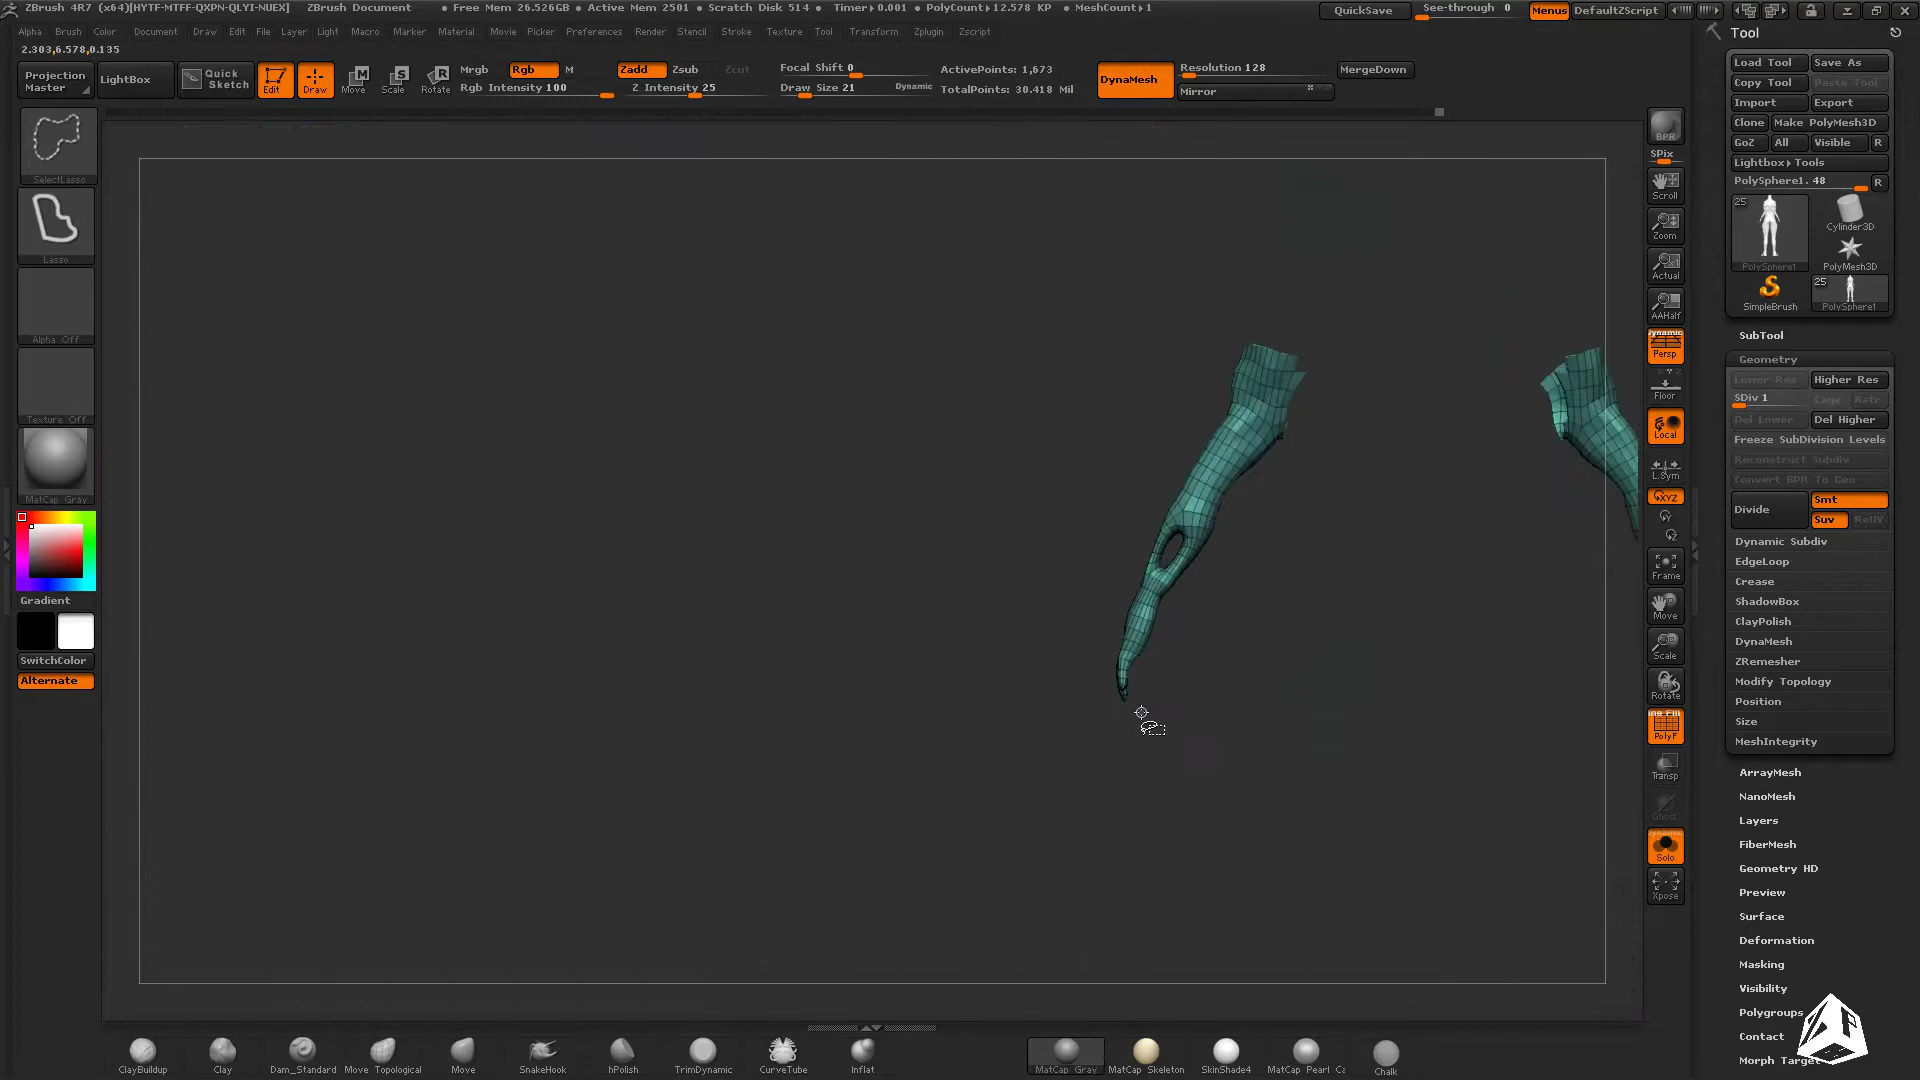 ZBrush 4R7 (x64)[HYTF-MTFF-QXPN-QLYI-NUEX] ZBrush Document • Free Mem 26.526GB • Active Mem 2501 • Scratch Disk 514 • Timer▸0.001 • PolyCount▸12.578 KP • MeshCount▸1 QuickSave See-through 0 Menus DefaultZScript
Alpha Brush Color Document Draw Edit File Layer Light Macro Marker Material Movie Picker Preferences Render Stencil Stroke Texture Tool Transform Zplugin Zscript
2.303,6.578,0.135
Projection Master
LightBox
Quick Sketch
Edit
Draw
Move
Scale
Rotate
Mrgb Rgb M
Rgb Intensity 100
Zadd Zsub Zcut
Z Intensity 25
Focal Shift 0
Draw Size 21 Dynamic
ActivePoints: 1,673
TotalPoints: 30.418 Mil
DynaMesh
Resolution 128
Mirror
MergeDown
SelectLasso
Lasso
Alpha Off
Texture Off
MatCap Gray
Gradient
SwitchColor
Alternate
BPR
SPix
Scroll
Zoom
Actual
AAHalf
Dynamic
Persp
Floor
Local
L.Sym
XYZ
Frame
Move
Scale
Rotate
PolyF
Transp
Ghost
Dynamic
Solo
Xpose
Tool
Load Tool Save As
Copy Tool Paste Tool
Import Export
Clone Make PolyMesh3D
GoZ All Visible R
Lightbox▸Tools
PolySphere1. 48 R
25
PolySphere1
Cylinder3D
PolyMesh3D
SimpleBrush
25
PolySphere1
SubTool
Geometry
Lower Res Higher Res
SDiv 1 Cage Rstr
Del Lower Del Higher
Freeze SubDivision Levels
Reconstruct Subdiv
Convert BPR To Geo
Divide Smt
Suv ReUV
Dynamic Subdiv
EdgeLoop
Crease
ShadowBox
ClayPolish
DynaMesh
ZRemesher
Modify Topology
Position
Size
MeshIntegrity
ArrayMesh
NanoMesh
Layers
FiberMesh
Geometry HD
Preview
Surface
Deformation
Masking
Visibility
Polygroups
Contact
Morph Target
ClayBuildup Clay Dam_Standard Move Topological Move SnakeHook hPolish TrimDynamic CurveTube Inflat MatCap Gray MatCap Skeleton SkinShade4 MatCap Pearl Ca Chalk